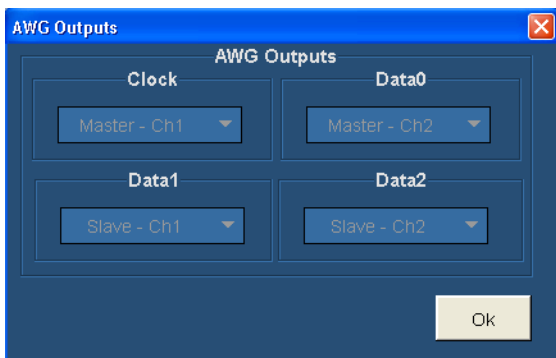 AWG Outputs
AWG Outputs
Clock
Data0
Master - Ch1
Master - Ch2
Data1
Data2
Slave - Ch1
Slave - Ch2
Ok